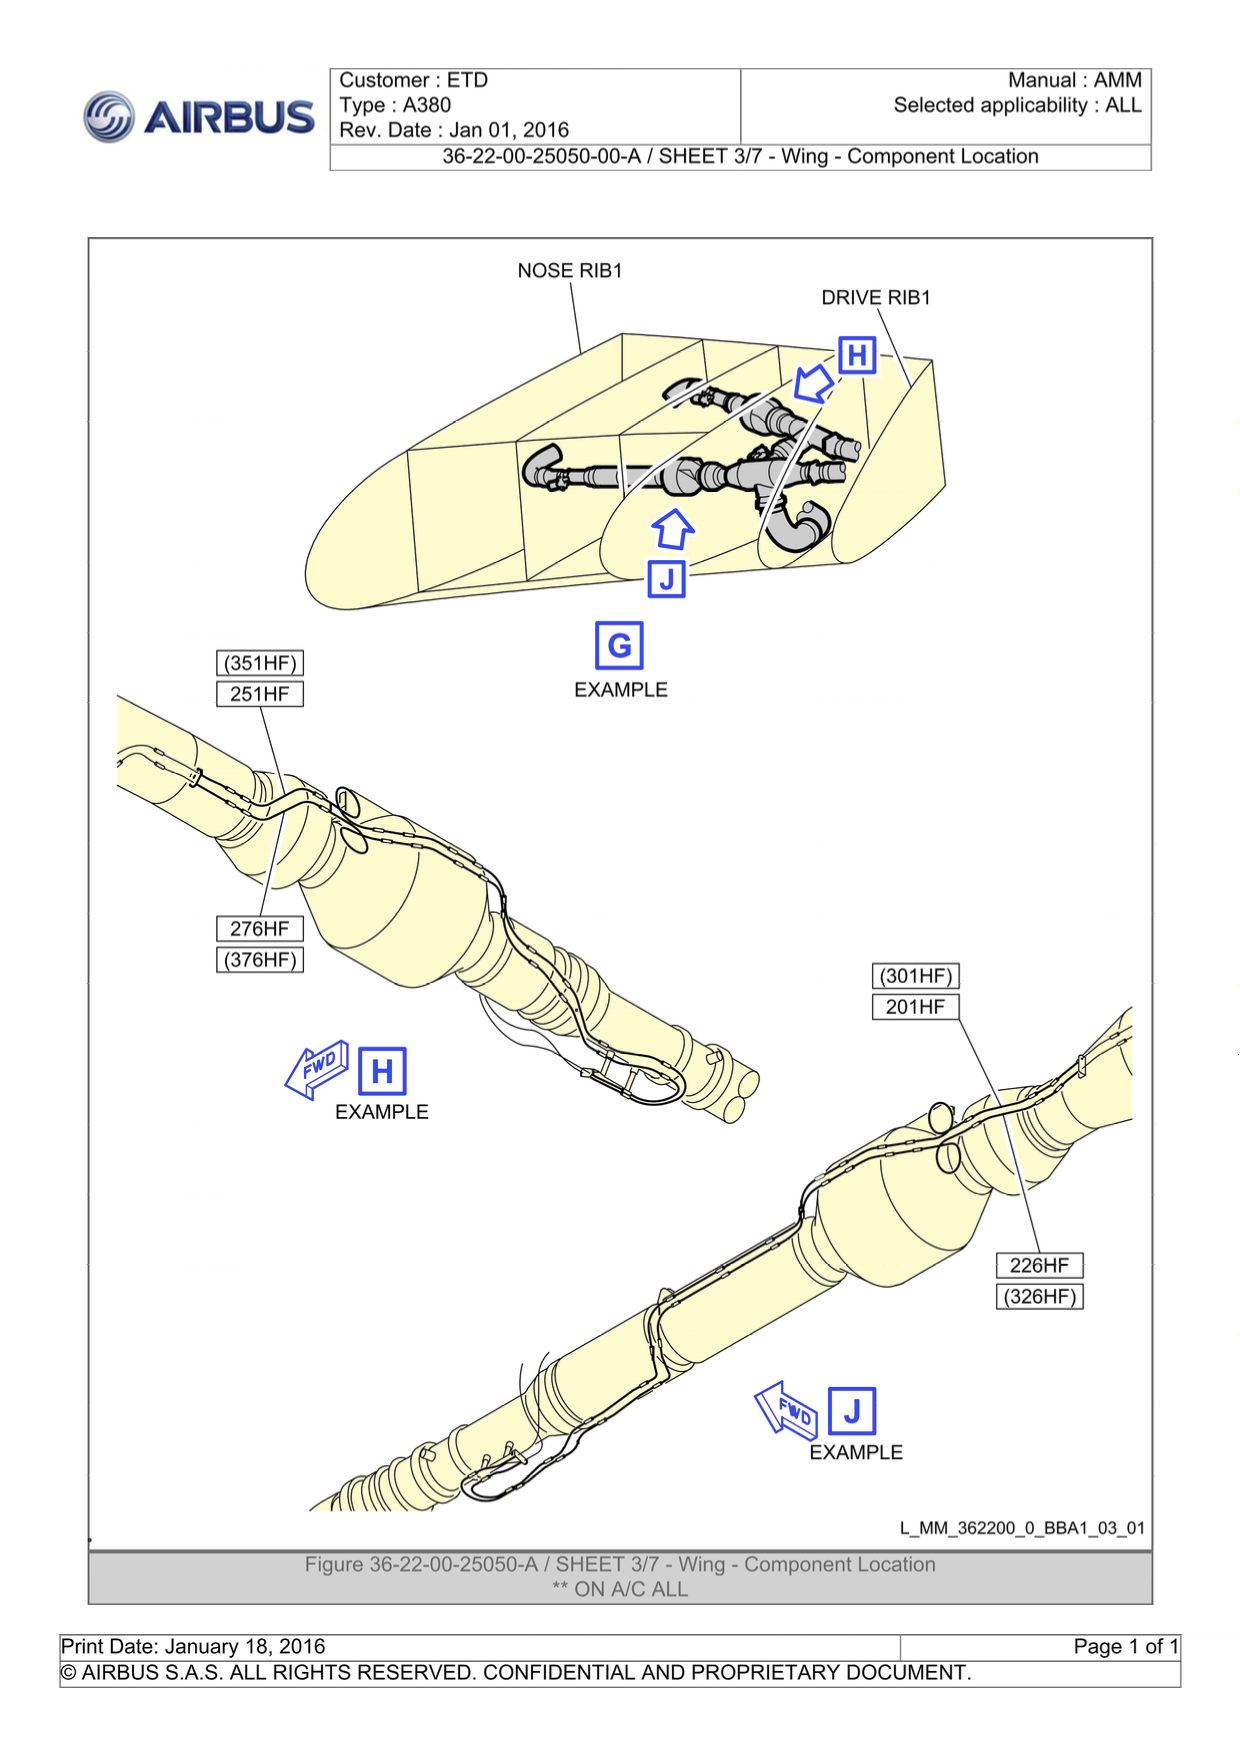 AIRBUS
Customer : ETD
Type : A380
Rev. Date : Jan 01, 2016
Manual : AMM
Selected applicability : ALL
36-22-00-25050-00-A / SHEET 3/7 - Wing - Component Location
NOSE RIB1
DRIVE RIB1
H
J
G
EXAMPLE
(351HF)
251HF
276HF
(376HF)
FWD
H
EXAMPLE
(301HF)
201HF
226HF
(326HF)
FWD
J
EXAMPLE
L_MM_362200_0_BBA1_03_01
Figure 36-22-00-25050-A / SHEET 3/7 - Wing - Component Location
** ON A/C ALL
Print Date: January 18, 2016
Page 1 of 1
© AIRBUS S.A.S. ALL RIGHTS RESERVED. CONFIDENTIAL AND PROPRIETARY DOCUMENT.